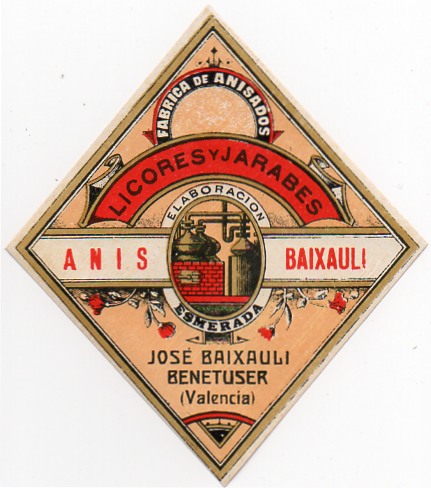 FABRICA DE ANISADOS
LICORES Y JARABES
ELABORACION
ANIS BAIXAULI
ESMERADA
JOSÉ BAIXAULI
BENETUSER
(Valencia)